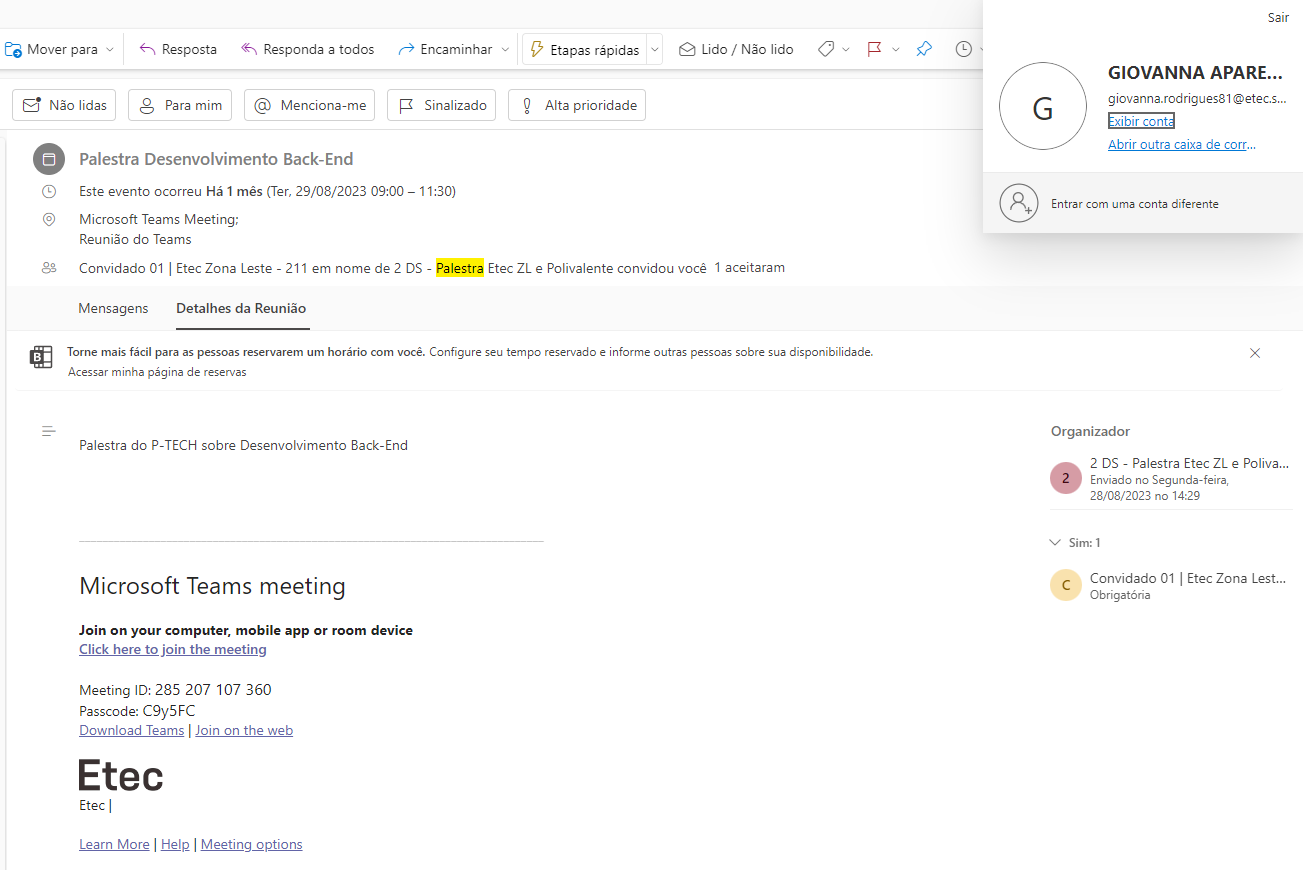 Sair
Mover para
Resposta
Responda a todos
Encaminhar
Etapas rápidas
Lido / Não lido
G
GIOVANNA APARE...
giovanna.rodrigues81@etec.s...
Exibir conta
Abrir outra caixa de corr...
Entrar com uma conta diferente
Não lidas
Para mim
Menciona-me
Sinalizado
Alta prioridade
Palestra Desenvolvimento Back-End
Este evento ocorreu Há 1 mês (Ter, 29/08/2023 09:00 – 11:30)
Microsoft Teams Meeting;
Reunião do Teams
Convidado 01 | Etec Zona Leste - 211 em nome de 2 DS - Palestra Etec ZL e Polivalente convidou você 1 aceitaram
Mensagens
Detalhes da Reunião
B
Torne mais fácil para as pessoas reservarem um horário com você. Configure seu tempo reservado e informe outras pessoas sobre sua disponibilidade.
Acessar minha página de reservas
Palestra do P-TECH sobre Desenvolvimento Back-End
Organizador
2
2 DS - Palestra Etec ZL e Poliva...
Enviado no Segunda-feira,
28/08/2023 no 14:29
Sim: 1
C
Convidado 01 | Etec Zona Lest...
Obrigatória
Microsoft Teams meeting
Join on your computer, mobile app or room device
Click here to join the meeting
Meeting ID: 285 207 107 360
Passcode: C9y5FC
Download Teams | Join on the web
Etec
Etec |
Learn More | Help | Meeting options